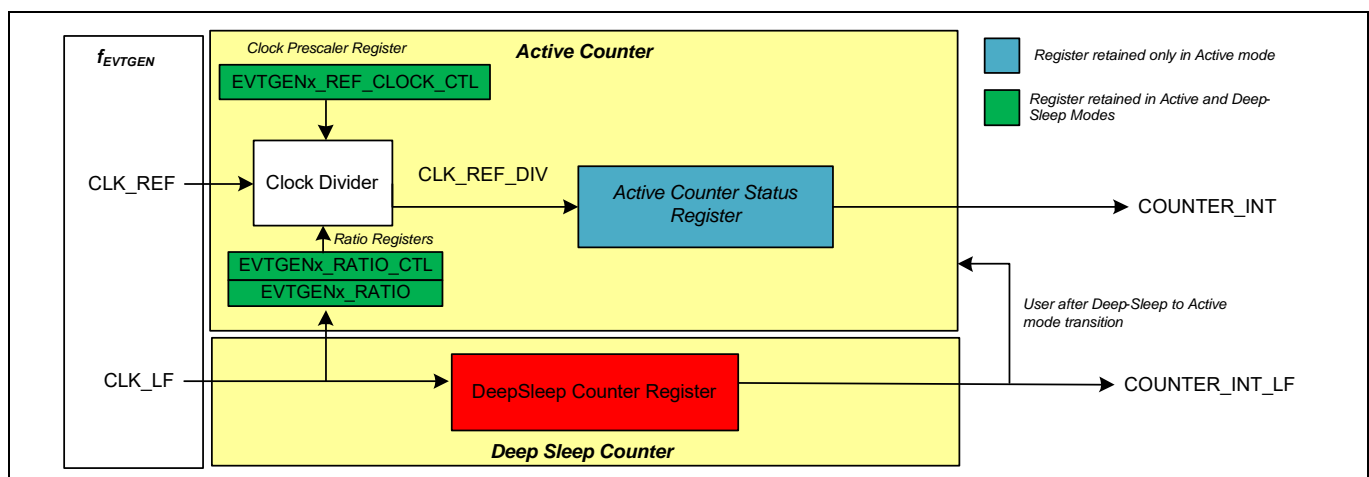 fEVTGEN
Clock Prescaler Register
Active Counter
EVTGENx_REF_CLOCK_CTL
Register retained only in Active mode
Register retained in Active and Deep-
Sleep Modes
CLK_REF
Clock Divider
CLK_REF_DIV
Active Counter Status
Register
COUNTER_INT
Ratio Registers
EVTGENx_RATIO_CTL
EVTGENx_RATIO
User after Deep-Sleep to Active
mode transition
CLK_LF
DeepSleep Counter Register
COUNTER_INT_LF
Deep Sleep Counter